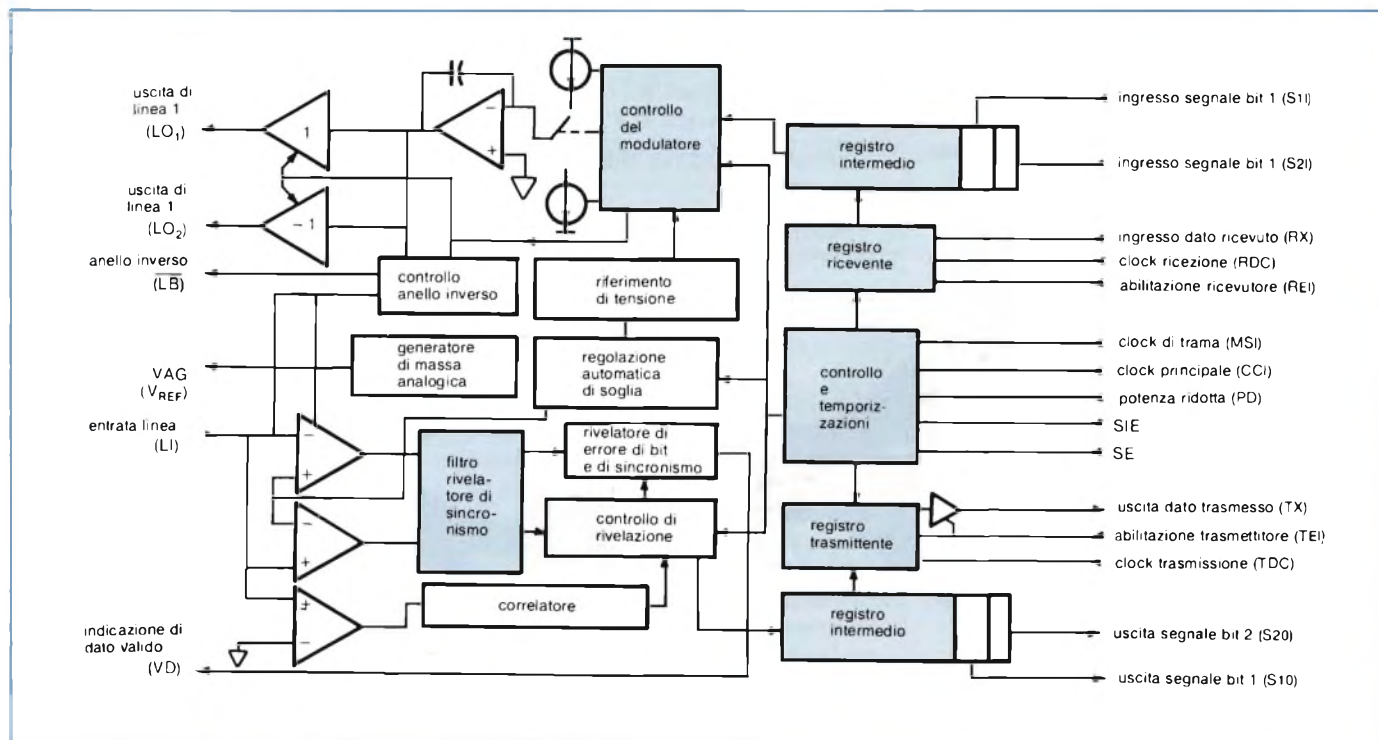 uscita di
linea 1
(LO₁)
uscita di
linea 1
(LO₂)
anello inverso
(L̅B̅)
VAG
(V_REF)
entrata linea
(LI)
indicazione di
dato valido
(VD)
1
− 1
−
+
controllo
del
modulatore
controllo
anello inverso
riferimento
di tensione
generatore
di massa
analogica
regolazione
automatica
di soglia
−
+
−
+
+
−
filtro
rivela-
tore di
sincro-
nismo
rivelatore di
errore di bit
e di sincronismo
controllo di
rivelazione
correlatore
registro
intermedio
registro
ricevente
controllo
e
temporiz-
zazioni
registro
trasmittente
registro
intermedio
ingresso segnale bit 1 (S1I)
ingresso segnale bit 1 (S2I)
ingresso dato ricevuto (RX)
clock ricezione (RDC)
abilitazione ricevutore (REI)
clock di trama (MSI)
clock principale (CCI)
potenza ridotta (PD)
SIE
SE
uscita dato trasmesso (TX)
abilitazione trasmettitore (TEI)
clock trasmissione (TDC)
uscita segnale bit 2 (S20)
uscita segnale bit 1 (S10)